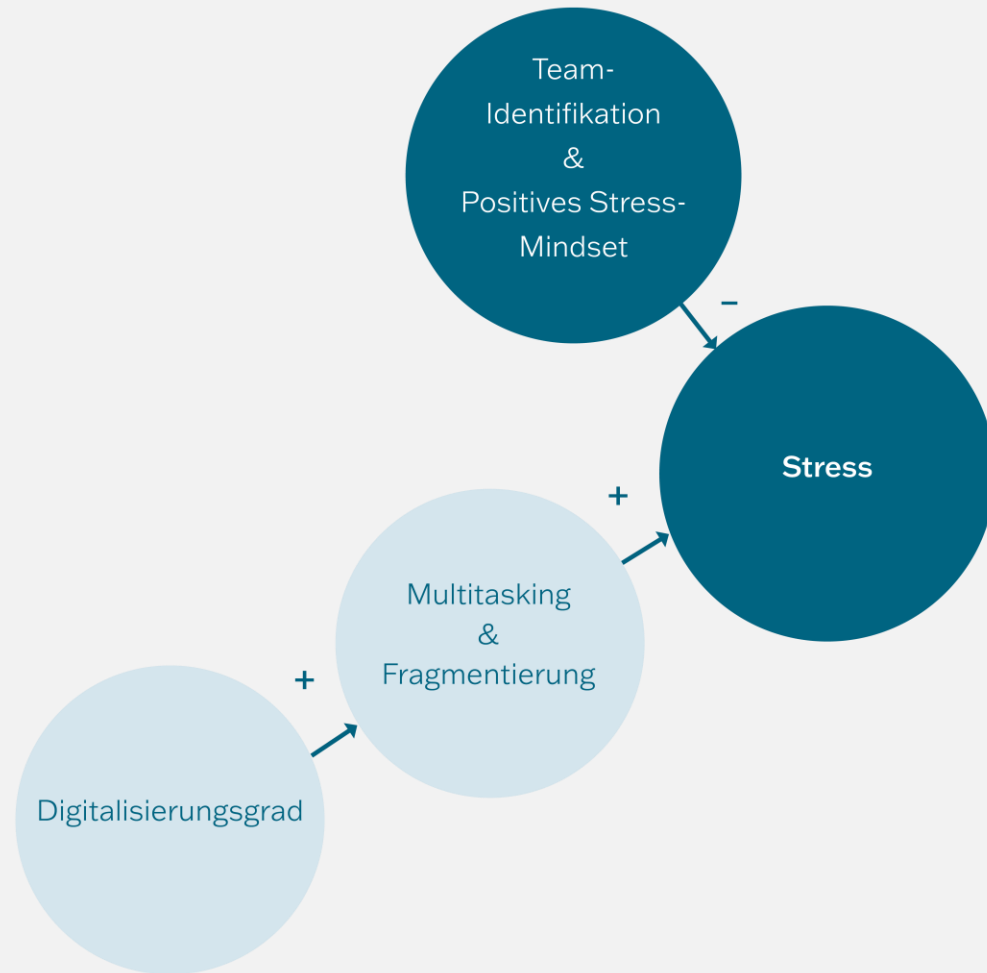 Team-
Identifikation
&
Positives Stress-
Mindset
–
Stress
+
Multitasking
&
Fragmentierung
+
Digitalisierungsgrad